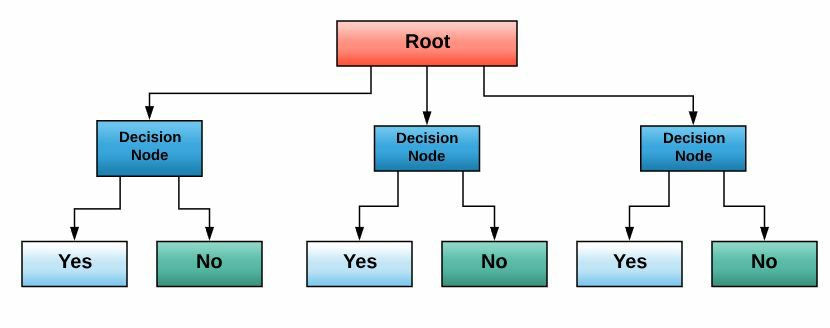 Root
Decision
Node
Decision
Node
Decision
Node
Yes
No
Yes
No
Yes
No